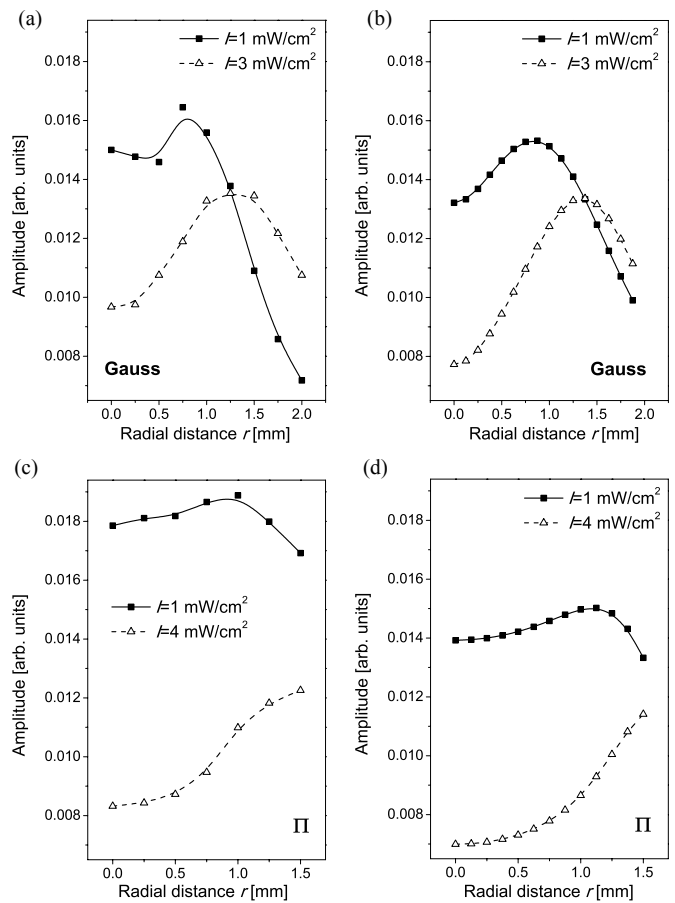 (a)
I=1 mW/cm²
I=3 mW/cm²
0.018
0.016
0.014
0.012
0.010
0.008
Amplitude [arb. units]
Gauss
0.0 0.5 1.0 1.5 2.0
Radial distance r [mm]
(b)
I=1 mW/cm²
I=3 mW/cm²
0.018
0.016
0.014
0.012
0.010
0.008
Amplitude [arb. units]
Gauss
0.0 0.5 1.0 1.5 2.0
Radial distance r [mm]
(c)
0.018
0.016
0.014
0.012
0.010
0.008
Amplitude [arb. units]
I=1 mW/cm²
I=4 mW/cm²
Π
0.0 0.5 1.0 1.5
Radial distance r [mm]
(d)
I=1 mW/cm²
I=4 mW/cm²
0.018
0.016
0.014
0.012
0.010
0.008
Amplitude [arb. units]
Π
0.0 0.5 1.0 1.5
Radial distance r [mm]